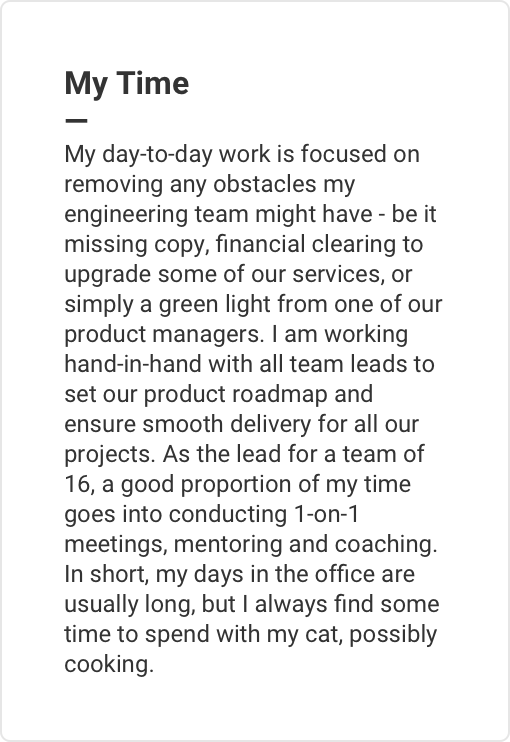 My Time
My day-to-day work is focused on
removing any obstacles my
engineering team might have - be it
missing copy, financial clearing to
upgrade some of our services, or
simply a green light from one of our
product managers. I am working
hand-in-hand with all team leads to
set our product roadmap and
ensure smooth delivery for all our
projects. As the lead for a team of
16, a good proportion of my time
goes into conducting 1-on-1
meetings, mentoring and coaching.
In short, my days in the office are
usually long, but I always find some
time to spend with my cat, possibly
cooking.